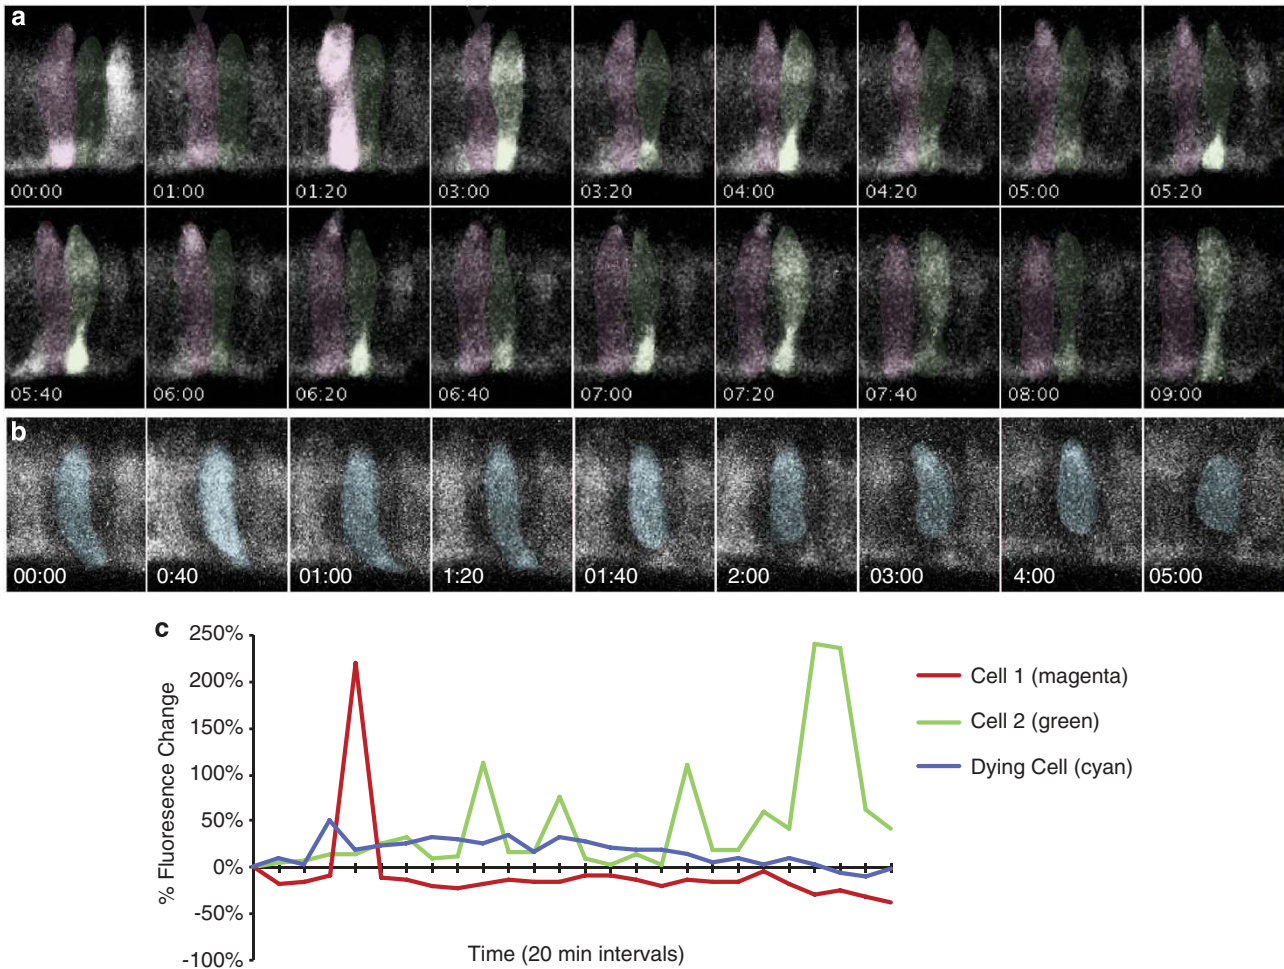 a
00:00 01:00 01:20 03:00 03:20 04:00 04:20 05:00 05:20
05:40 06:00 06:20 06:40 07:00 07:20 07:40 08:00 09:00
b
00:00 0:40 01:00 1:20 01:40 2:00 03:00 4:00 05:00
c
% Fluoresence Change
250%
200%
150%
100%
50%
0%
-50%
-100%
Time (20 min intervals)
Cell 1 (magenta)
Cell 2 (green)
Dying Cell (cyan)